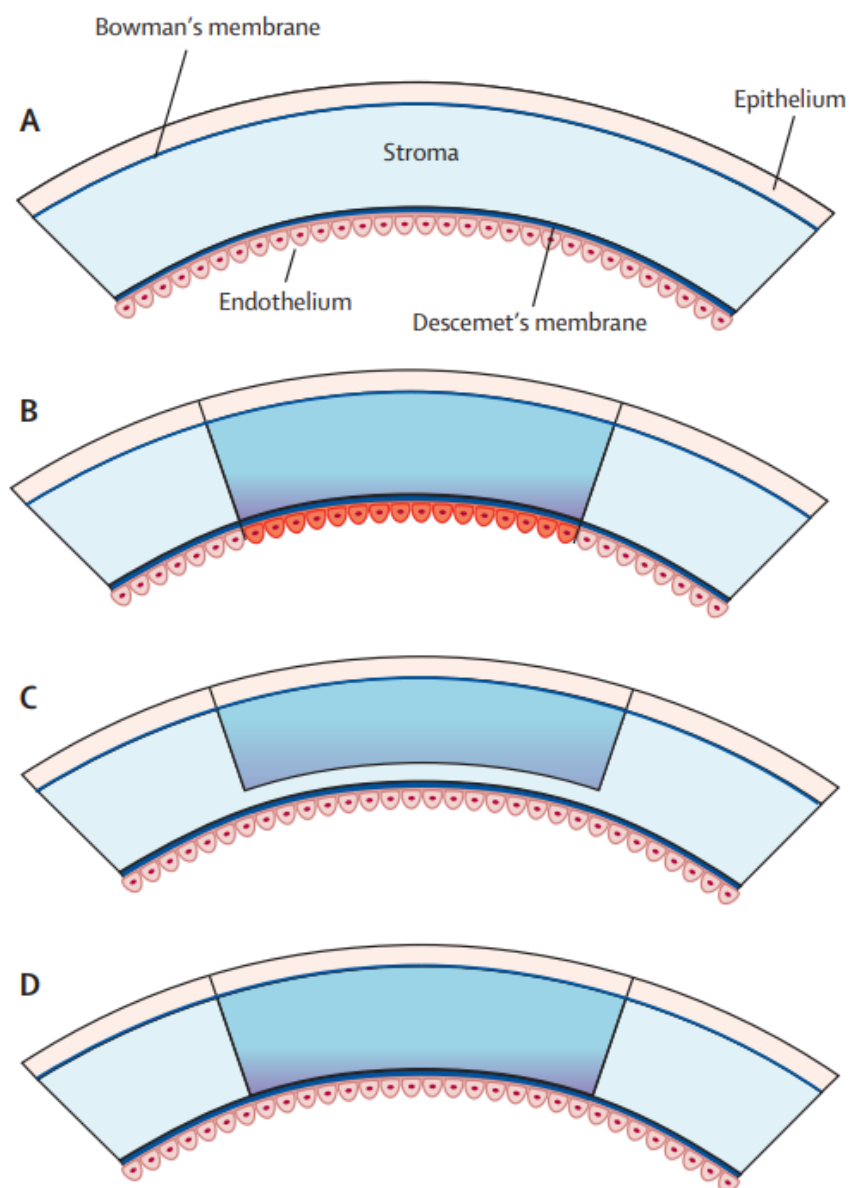 Bowman’s membrane
Epithelium
A
Stroma
Endothelium
Descemet’s membrane
B
C
D